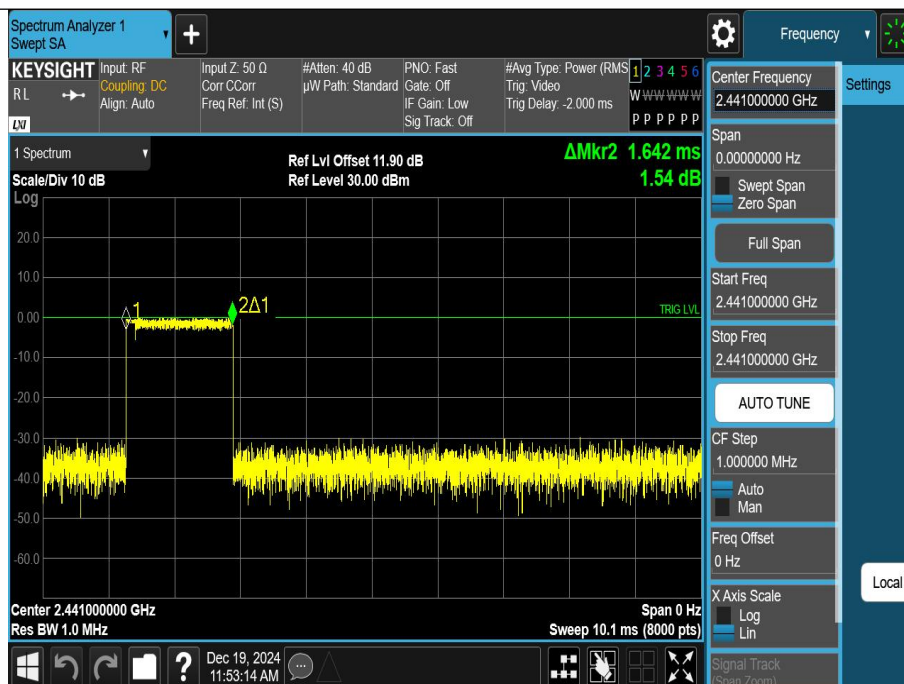 Spectrum Analyzer 1
Swept SA
+
Frequency
KEYSIGHT
R L
LXI
Input: RF
Coupling: DC
Align: Auto
Input Z: 50 Ω
Corr CCorr
Freq Ref: Int (S)
#Atten: 40 dB
µW Path: Standard
PNO: Fast
Gate: Off
IF Gain: Low
Sig Track: Off
#Avg Type: Power (RMS
Trig: Video
Trig Delay: -2.000 ms
1 2 3 4 5 6
W W W W W W
P P P P P P
1 Spectrum
Scale/Div 10 dB
Log
Ref Lvl Offset 11.90 dB
Ref Level 30.00 dBm
ΔMkr2 1.642 ms
1.54 dB
20.0
10.0
0.00
-10.0
-20.0
-30.0
-40.0
-50.0
-60.0
1
2Δ1
TRIG LVL
Center 2.441000000 GHz
Res BW 1.0 MHz
Span 0 Hz
Sweep 10.1 ms (8000 pts)
Dec 19, 2024
11:53:14 AM
?
Center Frequency
2.441000000 GHz
Settings
Span
0.00000000 Hz
Swept Span
Zero Span
Full Span
Start Freq
2.441000000 GHz
Stop Freq
2.441000000 GHz
AUTO TUNE
CF Step
1.000000 MHz
Auto
Man
Freq Offset
0 Hz
Local
X Axis Scale
Log
Lin
Signal Track
(Span Zoom)